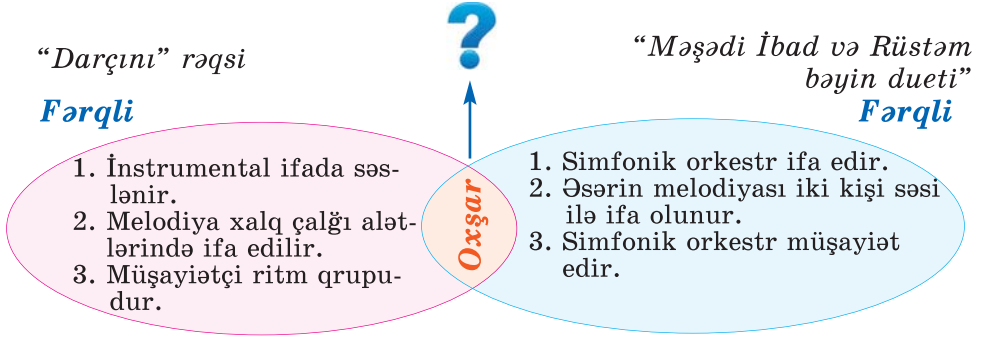 “Darçını” rəqsi
Fərqli
1. İnstrumental ifada səs-
lənir.
2. Melodiya xalq çalğı alət-
lərində ifa edilir.
3. Müşayiətçi ritm qrupu-
dur.
?
Oxşar
“Məşədi İbad və Rüstəm
bəyin dueti”
Fərqli
1. Simfonik orkestr ifa edir.
2. Əsərin melodiyası iki kişi səsi
ilə ifa olunur.
3. Simfonik orkestr müşayiət
edir.